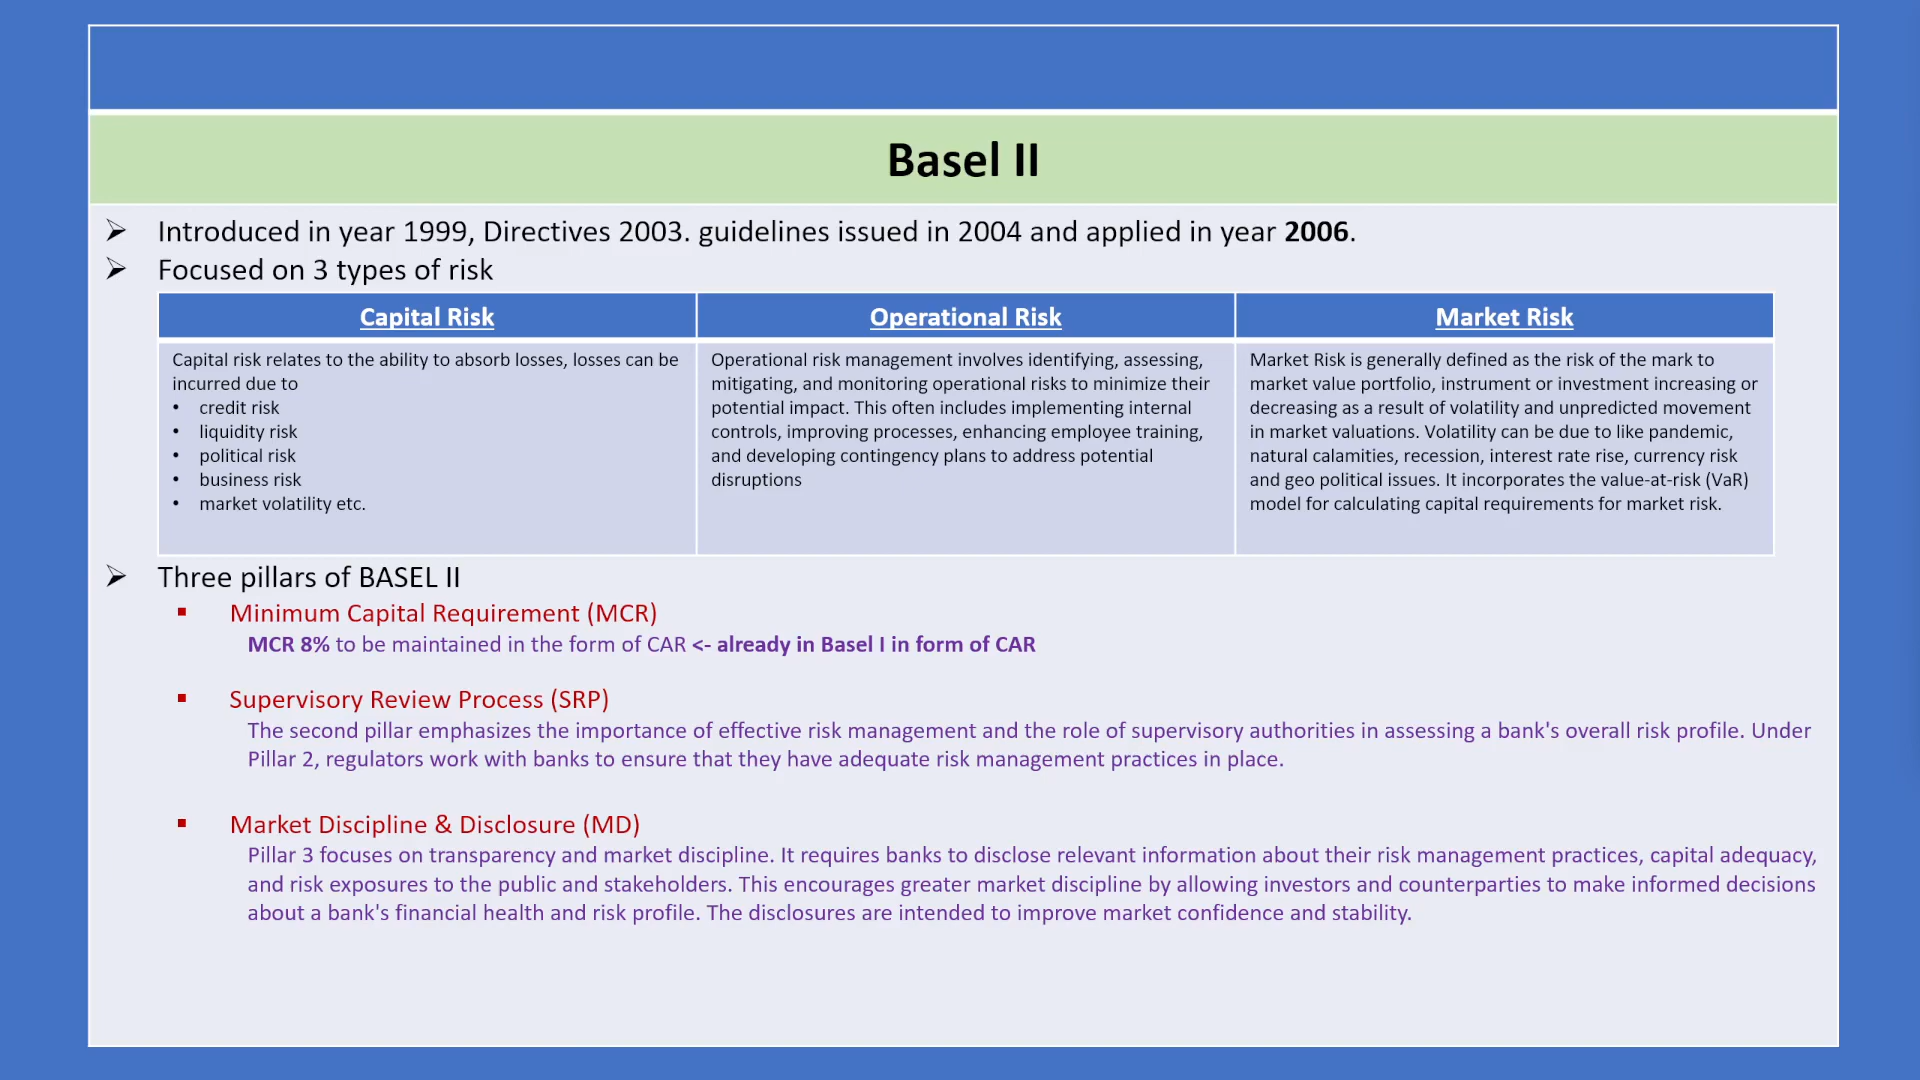 Basel II
➢ Introduced in year 1999, Directives 2003. guidelines issued in 2004 and applied in year 2006.
➢ Focused on 3 types of risk
Capital Risk
Capital risk relates to the ability to absorb losses, losses can be
incurred due to
• credit risk
• liquidity risk
• political risk
• business risk
• market volatility etc.
Operational Risk
Operational risk management involves identifying, assessing,
mitigating, and monitoring operational risks to minimize their
potential impact. This often includes implementing internal
controls, improving processes, enhancing employee training,
and developing contingency plans to address potential
disruptions
Market Risk
Market Risk is generally defined as the risk of the mark to
market value portfolio, instrument or investment increasing or
decreasing as a result of volatility and unpredicted movement
in market valuations. Volatility can be due to like pandemic,
natural calamities, recession, interest rate rise, currency risk
and geo political issues. It incorporates the value-at-risk (VaR)
model for calculating capital requirements for market risk.
➢ Three pillars of BASEL II
▪ Minimum Capital Requirement (MCR)
MCR 8% to be maintained in the form of CAR <- already in Basel I in form of CAR
▪ Supervisory Review Process (SRP)
The second pillar emphasizes the importance of effective risk management and the role of supervisory authorities in assessing a bank's overall risk profile. Under
Pillar 2, regulators work with banks to ensure that they have adequate risk management practices in place.
▪ Market Discipline & Disclosure (MD)
Pillar 3 focuses on transparency and market discipline. It requires banks to disclose relevant information about their risk management practices, capital adequacy,
and risk exposures to the public and stakeholders. This encourages greater market discipline by allowing investors and counterparties to make informed decisions
about a bank's financial health and risk profile. The disclosures are intended to improve market confidence and stability.